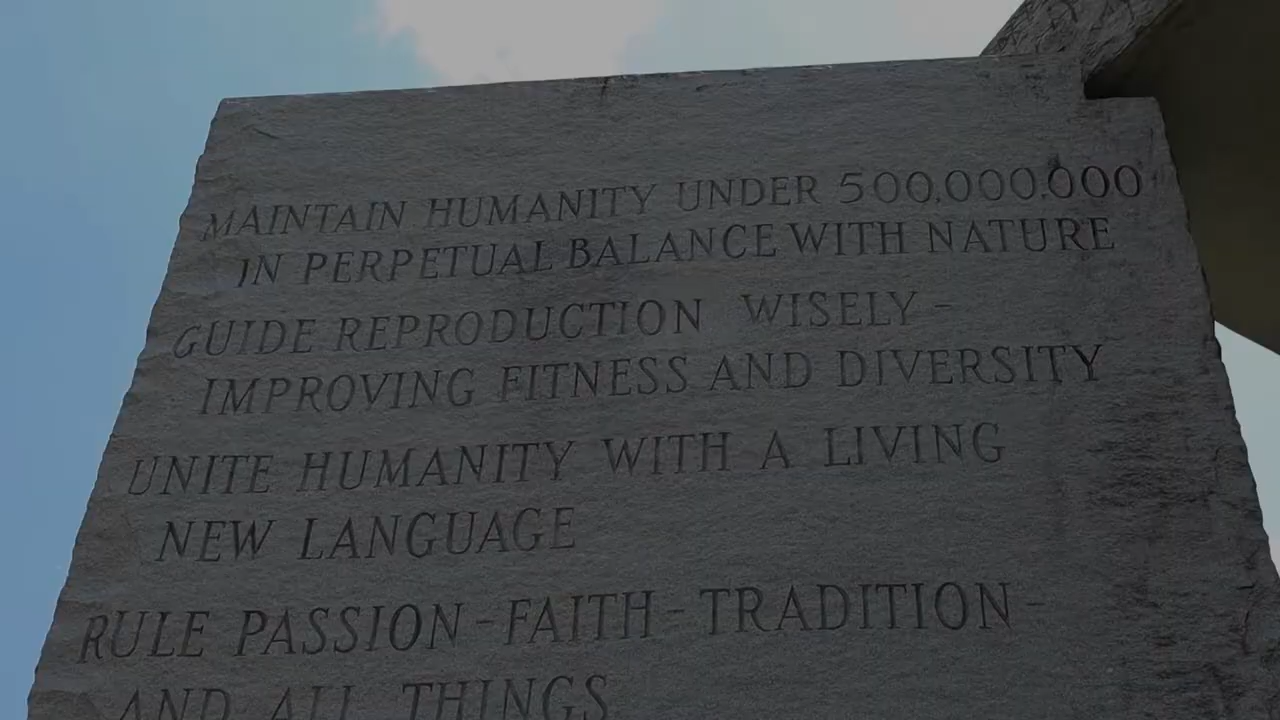 MAINTAIN HUMANITY UNDER 500,000,000
IN PERPETUAL BALANCE WITH NATURE
GUIDE REPRODUCTION WISELY -
IMPROVING FITNESS AND DIVERSITY
UNITE HUMANITY WITH A LIVING
NEW LANGUAGE
RULE PASSION - FAITH - TRADITION -
AND ALL THINGS